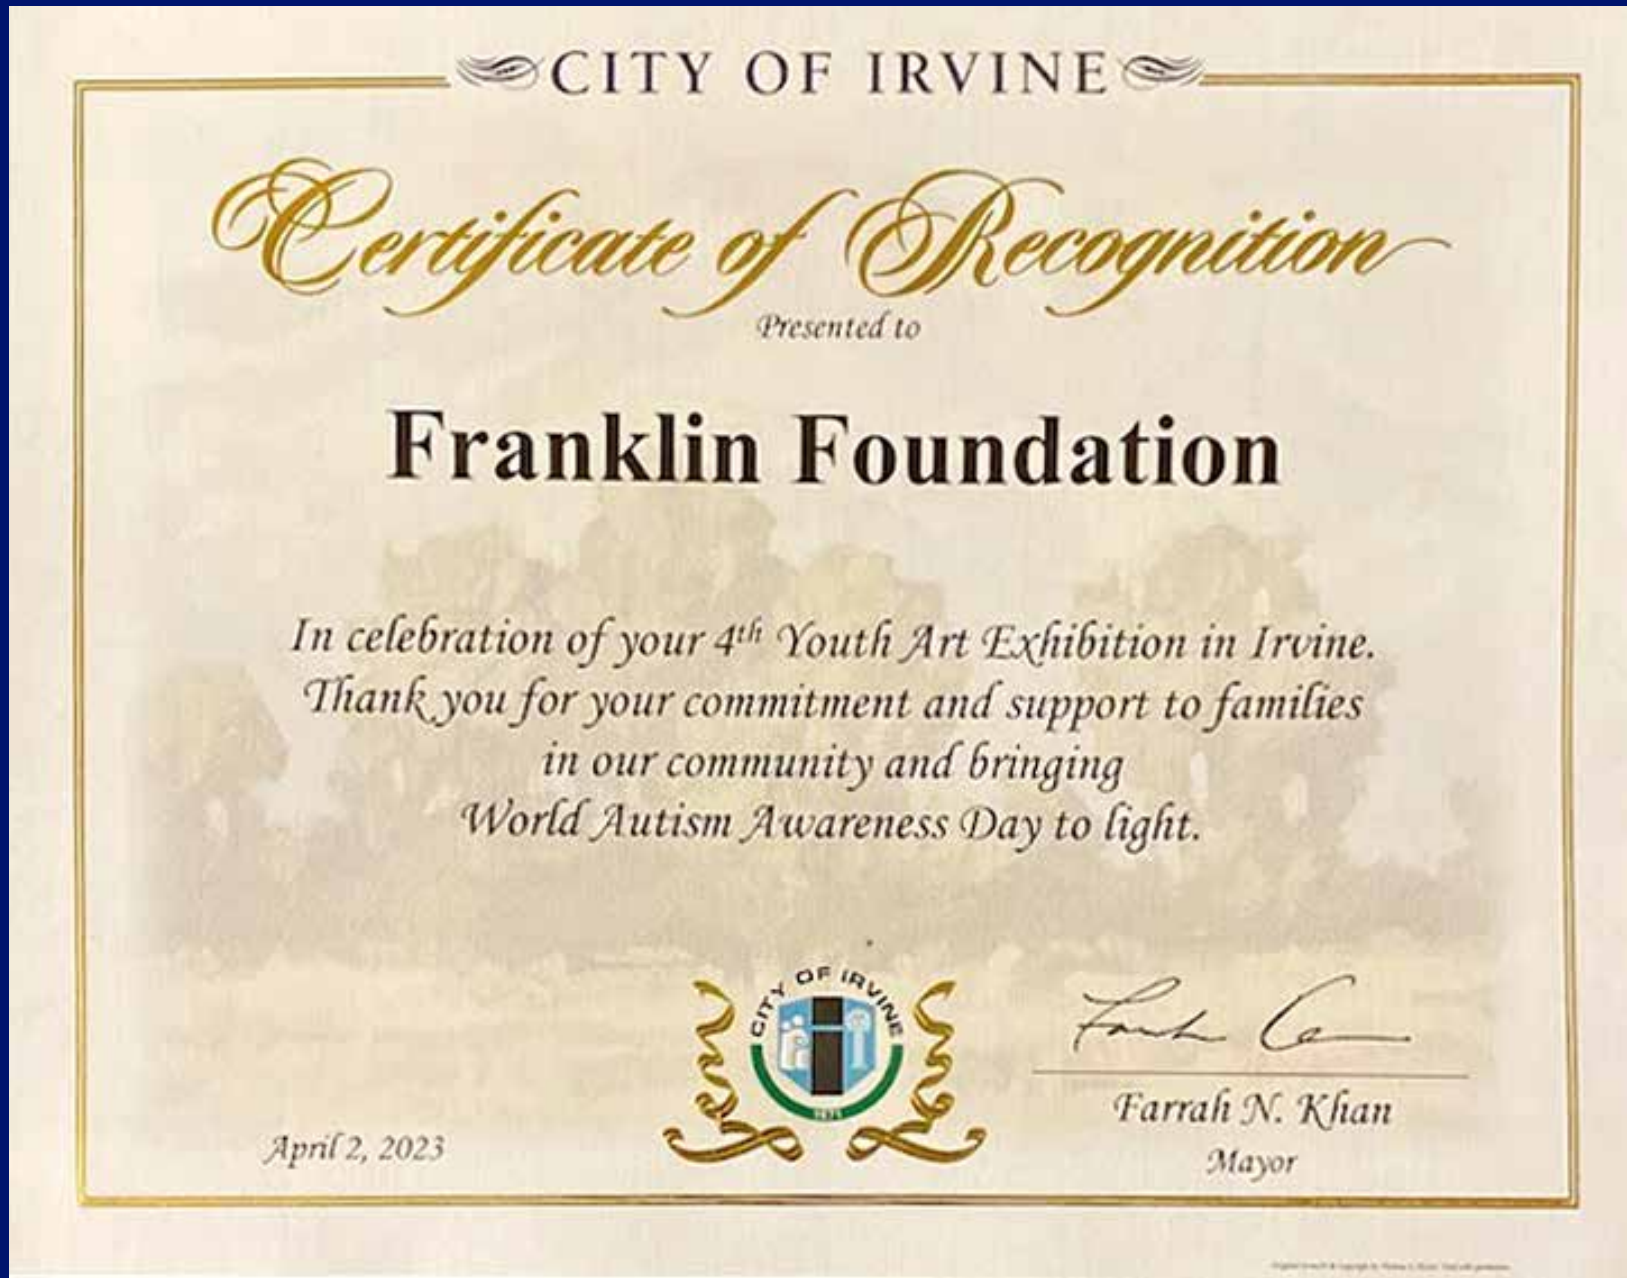 CITY OF IRVINE
Certificate of Recognition
Presented to
Franklin Foundation
In celebration of your 4th Youth Art Exhibition in Irvine.
Thank you for your commitment and support to families
in our community and bringing
World Autism Awareness Day to light.
CITY OF IRVINE
1971
April 2, 2023
Farrah N. Khan
Mayor